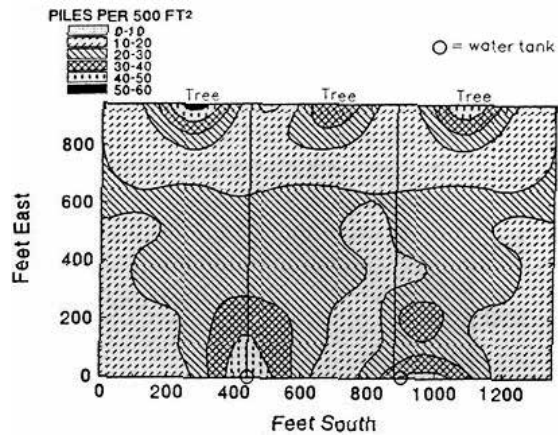 PILES PER 500 FT²
0-10
10-20
20-30
30-40
40-50
50-60
= water tank
Tree Tree Tree
800
600
400
200
0
Feet East
0 200 400 600 800 1000 1200
Feet South